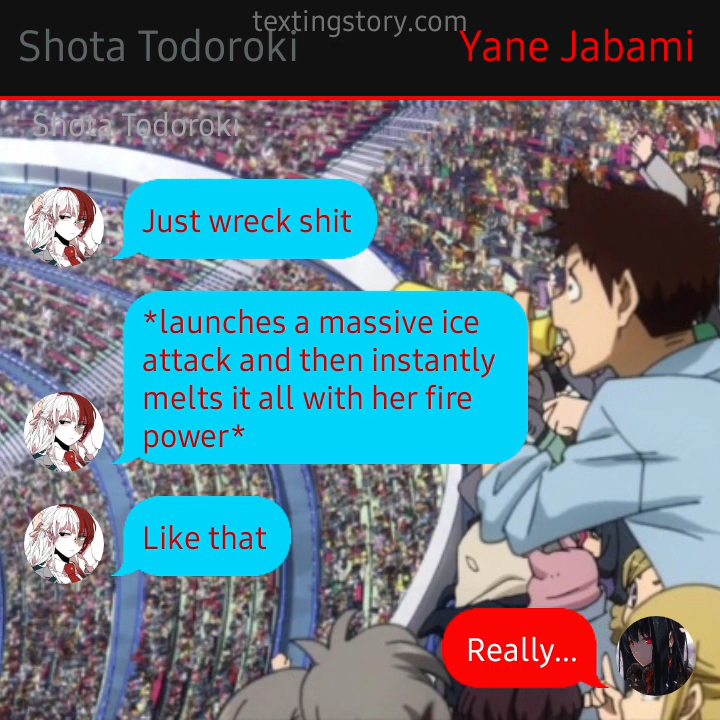 textingstory.com
Shota Todoroki
Yane Jabami
Shota Todoroki
Just wreck shit
*launches a massive ice
attack and then instantly
melts it all with her fire
power*
Like that
Really...